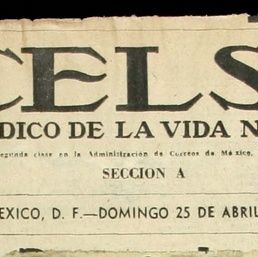 CELS
DICO DE LA VIDA N
segunda clase en la Administración de Correos de México,
SECCION A
EXICO, D. F.—DOMINGO 25 DE ABRIL